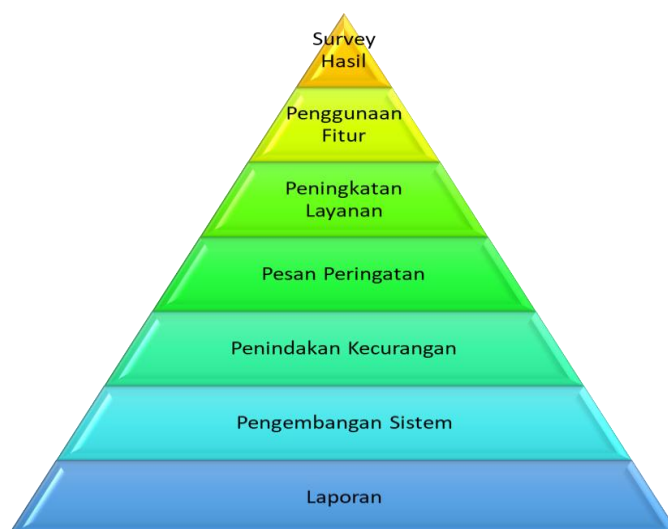 Survey
Hasil
Penggunaan
Fitur
Peningkatan
Layanan
Pesan Peringatan
Penindakan Kecurangan
Pengembangan Sistem
Laporan